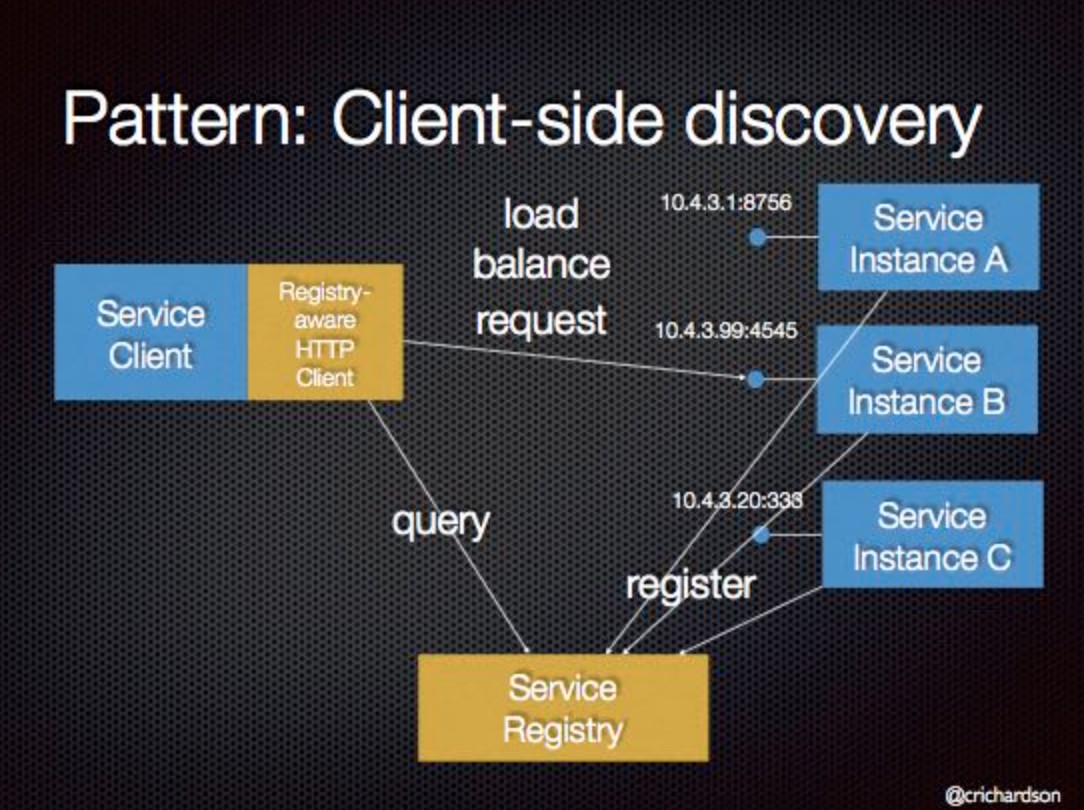 Pattern: Client-side discovery
load
balance
request
10.4.3.1:8756
Service
Instance A
Service
Client
Registry-
aware
HTTP
Client
10.4.3.99:4545
Service
Instance B
query
10.4.3.20:333
Service
Instance C
register
Service
Registry
@crichardson